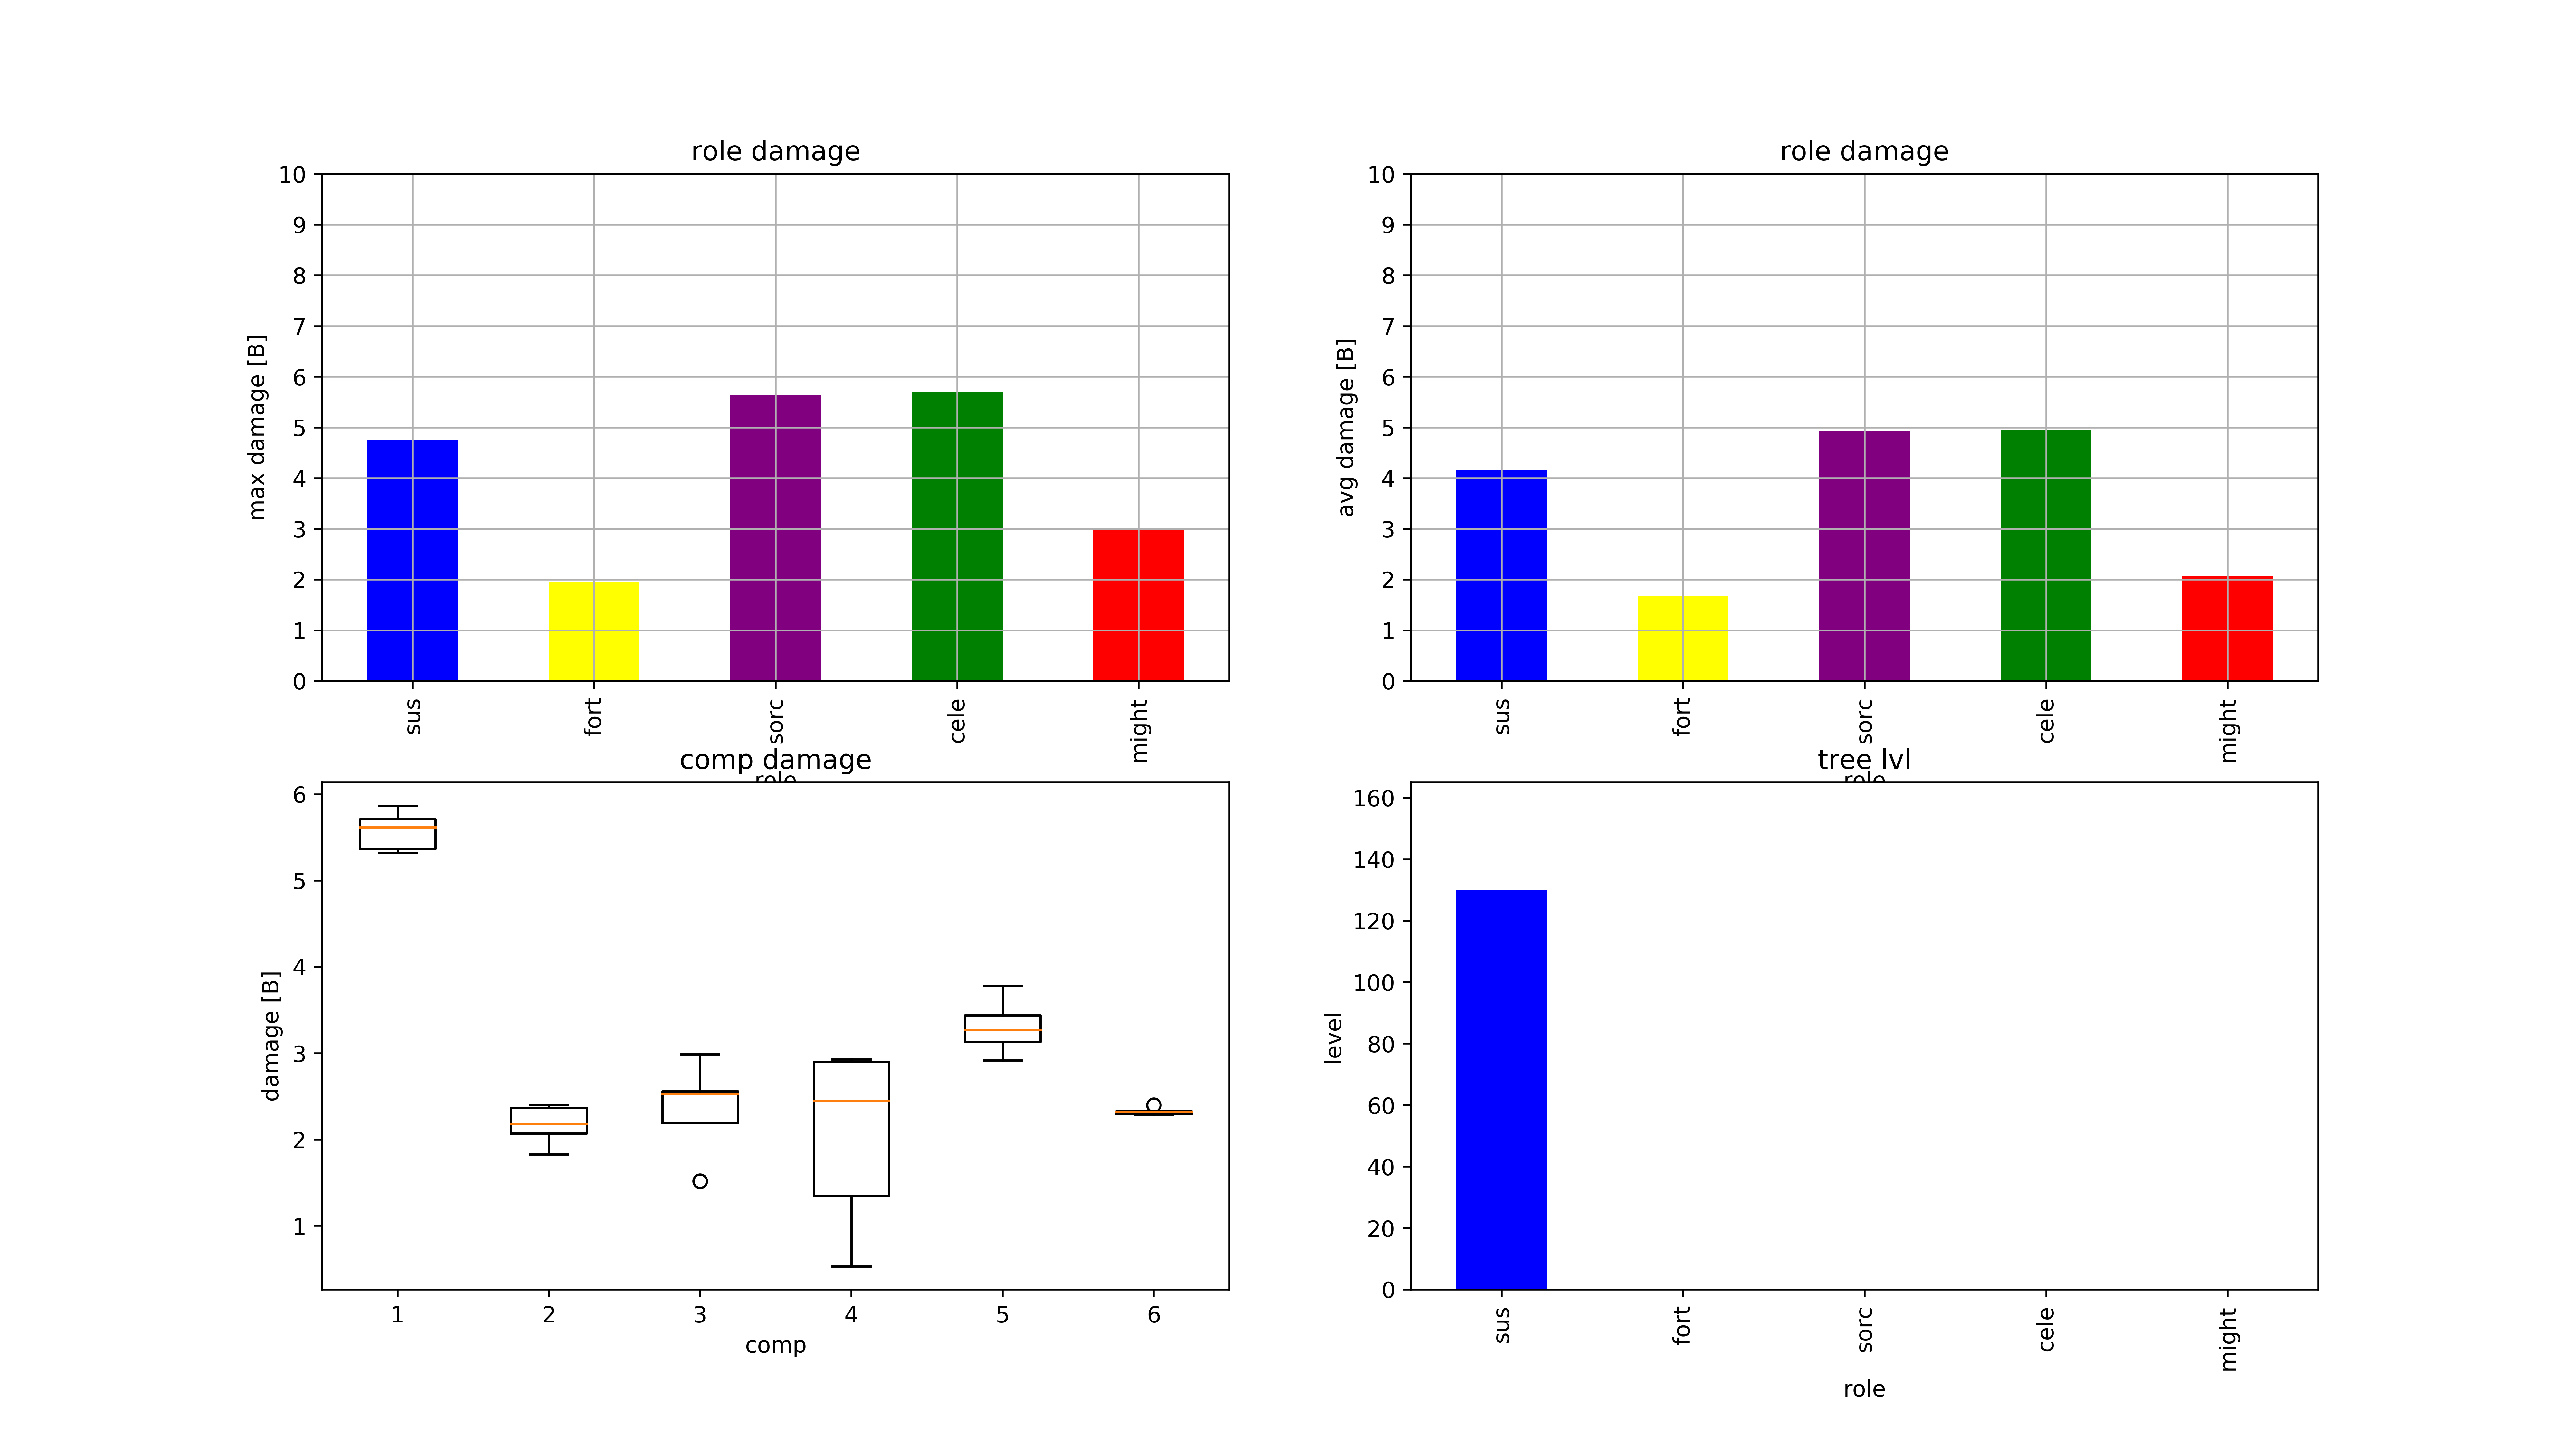 role damage
10
9
8
7
6
5
4
3
2
1
0
max damage [B]
sus
fort
sorc
cele
might
role
role damage
10
9
8
7
6
5
4
3
2
1
0
avg damage [B]
sus
fort
sorc
cele
might
role
comp damage
6
5
4
3
2
1
damage [B]
1 2 3 4 5 6
comp
tree lvl
160
140
120
100
80
60
40
20
0
level
sus
fort
sorc
cele
might
role